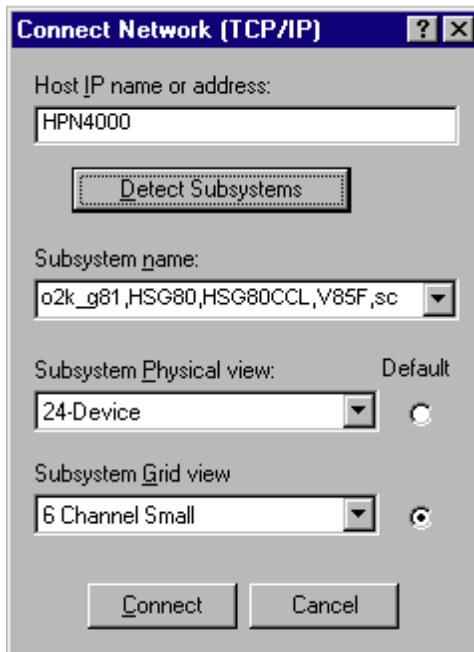 Connect Network (TCP/IP)
Host IP name or address:
HPN4000
Detect Subsystems
Subsystem name:
o2k_g81,HSG80,HSG80CCL,V85F,sc
Subsystem Physical view: Default
24-Device
Subsystem Grid view
6 Channel Small
Connect Cancel